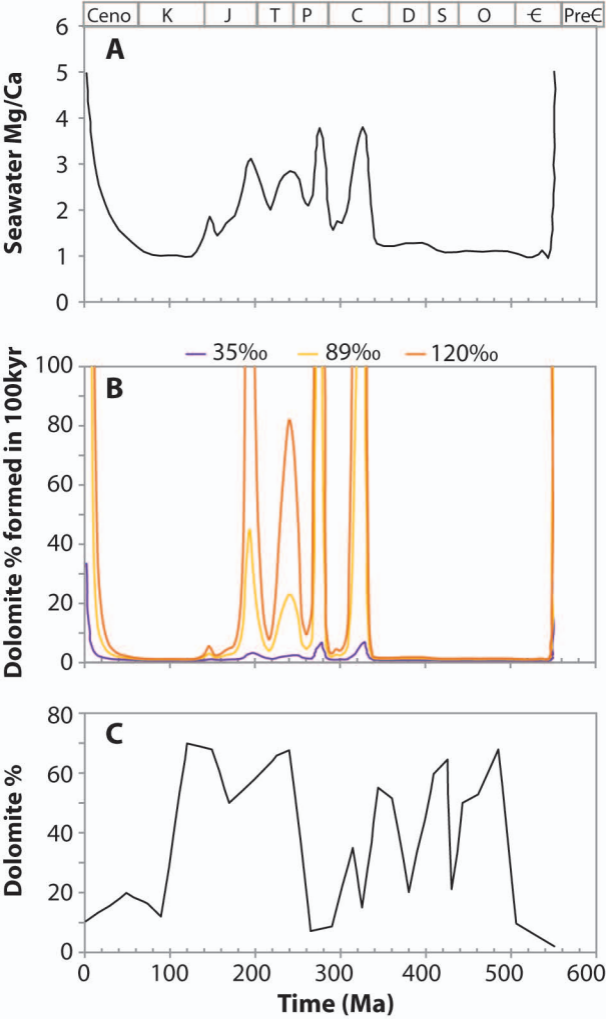 Ceno K J T P C D S O Ꞓ PreꞒ
A
Seawater Mg/Ca
6
5
4
3
2
1
0
35‰ 89‰ 120‰
B
Dolomite % formed in 100kyr
100
80
60
40
20
0
C
Dolomite %
80
60
40
20
0
0 100 200 300 400 500 600
Time (Ma)